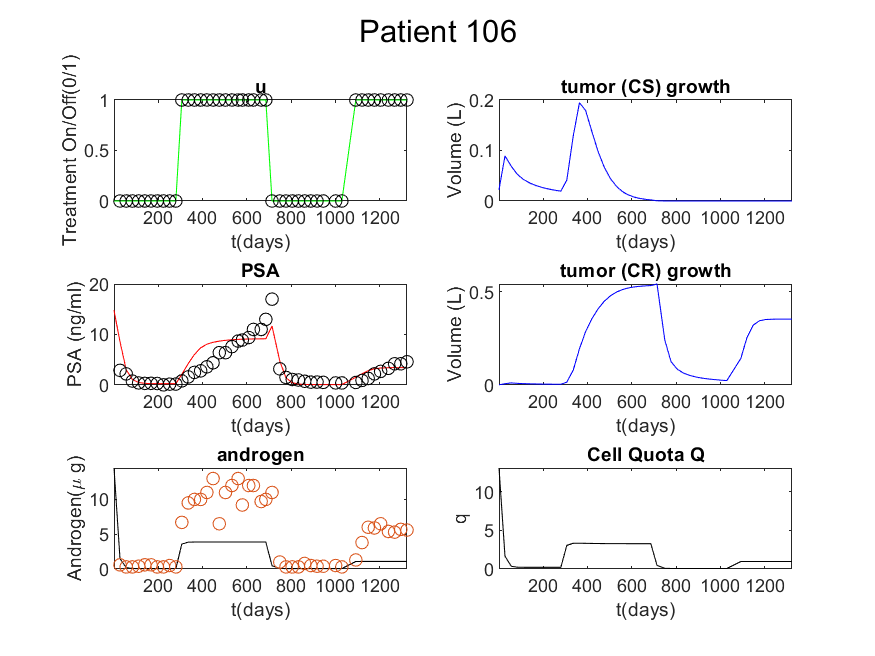 Patient 106
u
Treatment On/Off(0/1)
1
0.5
0
200 400 600 800 1000 1200
t(days)
tumor (CS) growth
Volume (L)
0.2
0.1
0
200 400 600 800 1000 1200
t(days)
PSA
PSA (ng/ml)
20
10
0
200 400 600 800 1000 1200
t(days)
tumor (CR) growth
Volume (L)
0.5
0
200 400 600 800 1000 1200
t(days)
androgen
Androgen(μ g)
10
5
0
200 400 600 800 1000 1200
t(days)
Cell Quota Q
q
10
5
0
200 400 600 800 1000 1200
t(days)